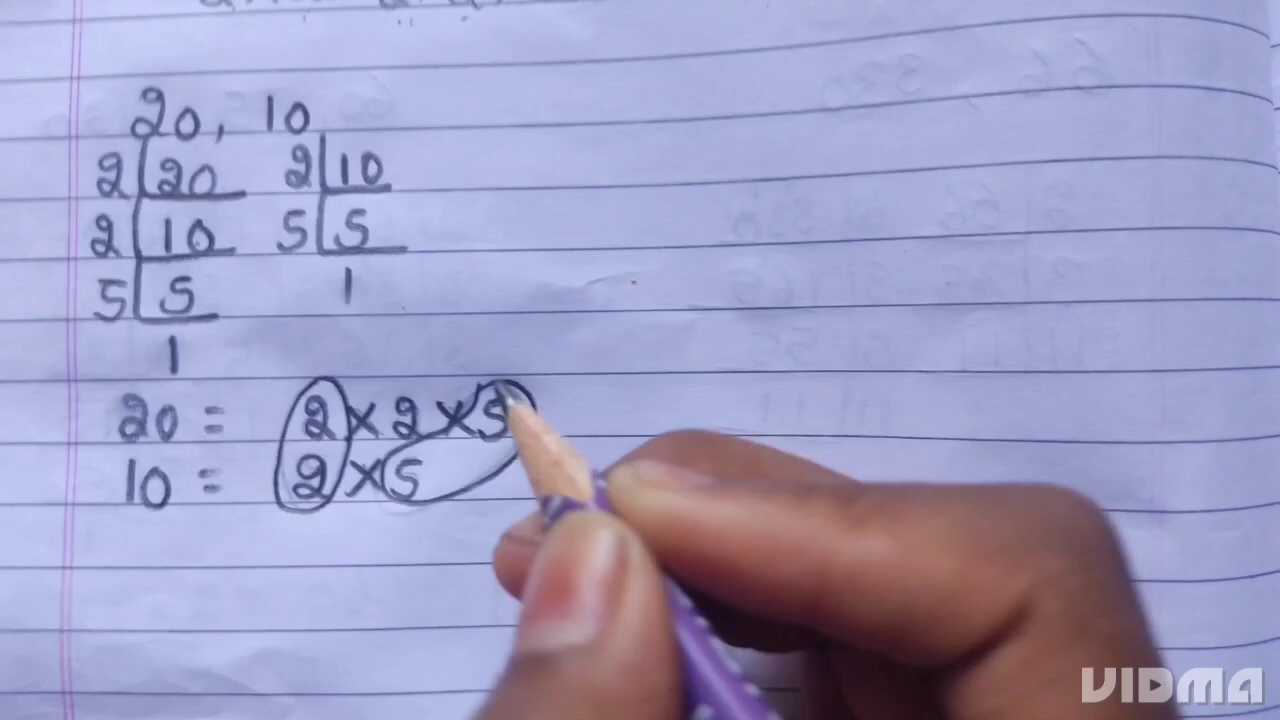 20, 10
2 20 2 10
2 10 5 5
5 5 1
1
20 = 2 × 2 × 5
10 = 2 × 5
VIDMA